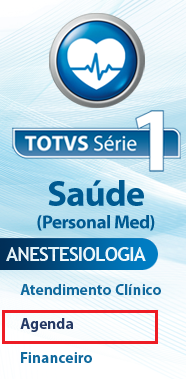 TOTVS Série 1
Saúde
(Personal Med)
ANESTESIOLOGIA
Atendimento Clínico
Agenda
Financeiro